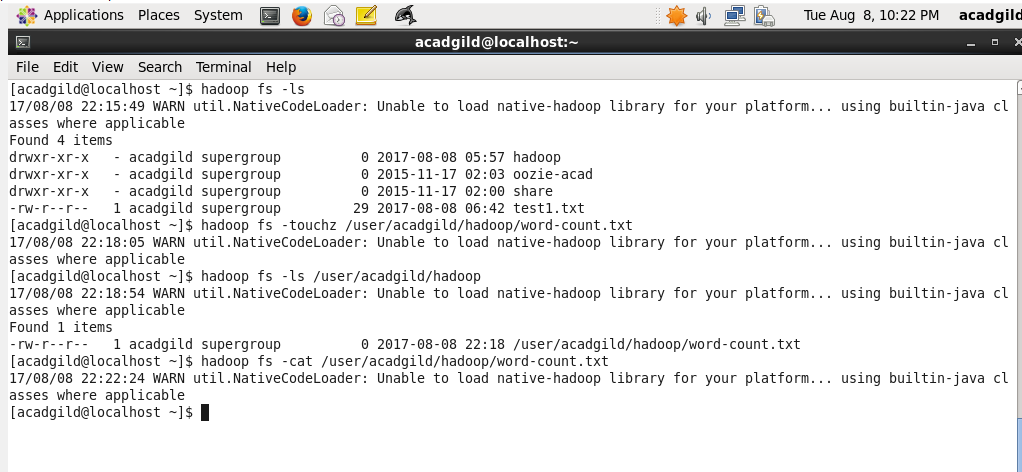 Applications Places System Tue Aug 8, 10:22 PM acadgild
acadgild@localhost:~
File Edit View Search Terminal Help
[acadgild@localhost ~]$ hadoop fs -ls
17/08/08 22:15:49 WARN util.NativeCodeLoader: Unable to load native-hadoop library for your platform... using builtin-java cl
asses where applicable
Found 4 items
drwxr-xr-x   - acadgild supergroup          0 2017-08-08 05:57 hadoop
drwxr-xr-x   - acadgild supergroup          0 2015-11-17 02:03 oozie-acad
drwxr-xr-x   - acadgild supergroup          0 2015-11-17 02:00 share
-rw-r--r--   1 acadgild supergroup         29 2017-08-08 06:42 test1.txt
[acadgild@localhost ~]$ hadoop fs -touchz /user/acadgild/hadoop/word-count.txt
17/08/08 22:18:05 WARN util.NativeCodeLoader: Unable to load native-hadoop library for your platform... using builtin-java cl
asses where applicable
[acadgild@localhost ~]$ hadoop fs -ls /user/acadgild/hadoop
17/08/08 22:18:54 WARN util.NativeCodeLoader: Unable to load native-hadoop library for your platform... using builtin-java cl
asses where applicable
Found 1 items
-rw-r--r--   1 acadgild supergroup          0 2017-08-08 22:18 /user/acadgild/hadoop/word-count.txt
[acadgild@localhost ~]$ hadoop fs -cat /user/acadgild/hadoop/word-count.txt
17/08/08 22:22:24 WARN util.NativeCodeLoader: Unable to load native-hadoop library for your platform... using builtin-java cl
asses where applicable
[acadgild@localhost ~]$